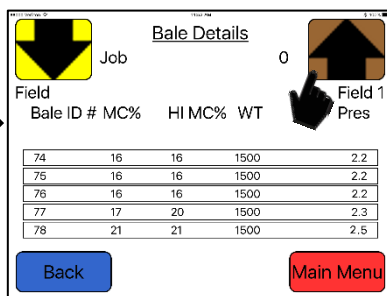 Bale Details
Job 0
Field Field 1
Bale ID # MC% HI MC% WT Pres
74 16 16 1500 2.2
75 16 16 1500 2.2
76 16 16 1500 2.2
77 17 20 1500 2.3
78 21 21 1500 2.5
Back Main Menu